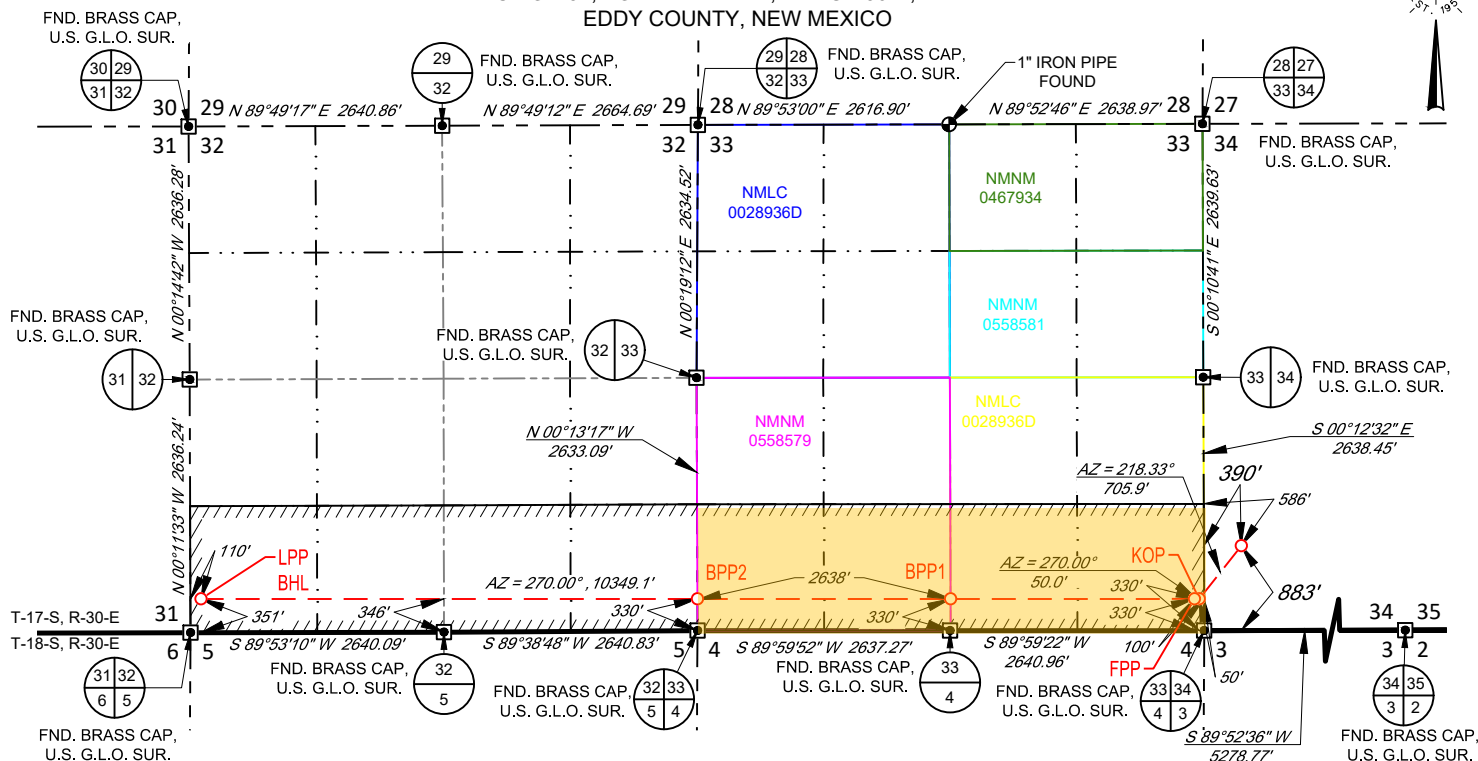 EDDY COUNTY, NEW MEXICO
FND. BRASS CAP,
U.S. G.L.O. SUR.
30 29
31 32
29
32
FND. BRASS CAP,
U.S. G.L.O. SUR.
29 28
32 33
FND. BRASS CAP,
U.S. G.L.O. SUR.
1" IRON PIPE
FOUND
28 27
33 34
FND. BRASS CAP,
U.S. G.L.O. SUR.
30 29
31 32
N 89°49'17" E 2640.86'
N 89°49'12" E 2664.69'
29 28
32 33
N 89°53'00" E 2616.90'
N 89°52'46" E 2638.97'
28 27
33 34
N 00°14'42" W 2636.28'
N 00°19'12" E 2634.52'
S 00°10'41" E 2639.63'
NMLC
0028936D
NMNM
0467934
NMNM
0558581
FND. BRASS CAP,
U.S. G.L.O. SUR.
31 32
FND. BRASS CAP,
U.S. G.L.O. SUR.
32 33
33 34
FND. BRASS CAP,
U.S. G.L.O. SUR.
NMNM
0558579
NMLC
0028936D
N 00°13'17" W
2633.09'
S 00°12'32" E
2638.45'
N 00°11'33" W 2636.24'
AZ = 218.33°
705.9'
390'
586'
110'
LPP
BHL
AZ = 270.00°, 10349.1'
BPP2
2638'
BPP1
AZ = 270.00°
50.0'
KOP
330'
330'
883'
351'
346'
330'
330'
T-17-S, R-30-E
T-18-S, R-30-E
31
6 5
S 89°53'10" W 2640.09'
S 89°38'48" W 2640.83'
5 4
S 89°59'52" W 2637.27'
S 89°59'22" W
2640.96'
100'
FPP
4 3
50'
34 35
3 2
31 32
6 5
FND. BRASS CAP,
U.S. G.L.O. SUR.
FND. BRASS CAP,
U.S. G.L.O. SUR.
32
5
FND. BRASS CAP,
U.S. G.L.O. SUR.
32 33
5 4
FND. BRASS CAP,
U.S. G.L.O. SUR.
33
4
FND. BRASS CAP,
U.S. G.L.O. SUR.
33 34
4 3
S 89°52'36" W
5278.77'
34 35
3 2
FND. BRASS CAP,
U.S. G.L.O. SUR.